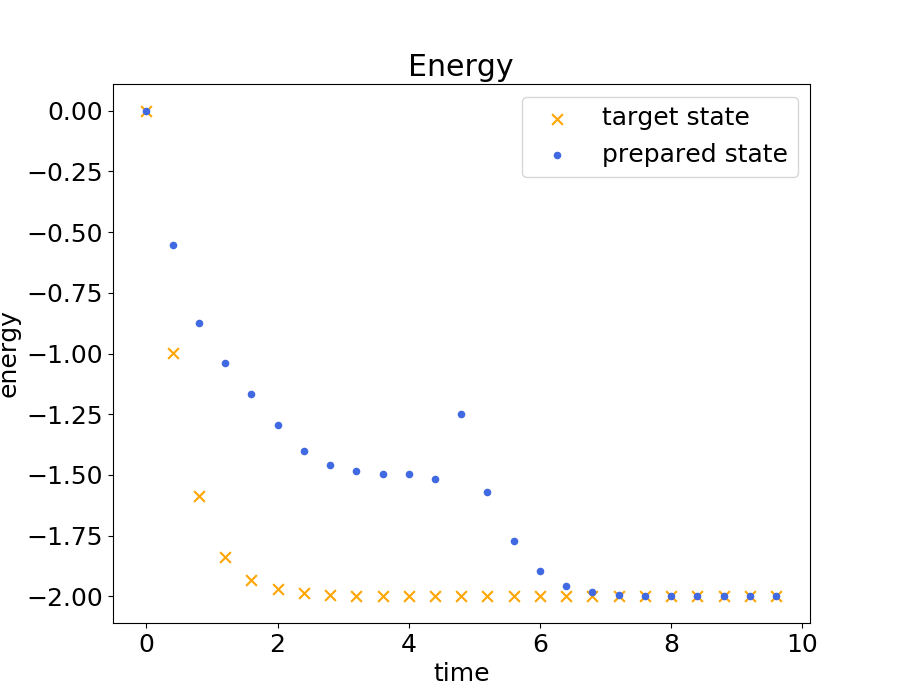 Energy
target state
prepared state
0.00
−0.25
−0.50
−0.75
−1.00
−1.25
−1.50
−1.75
−2.00
energy
0 2 4 6 8 10
time